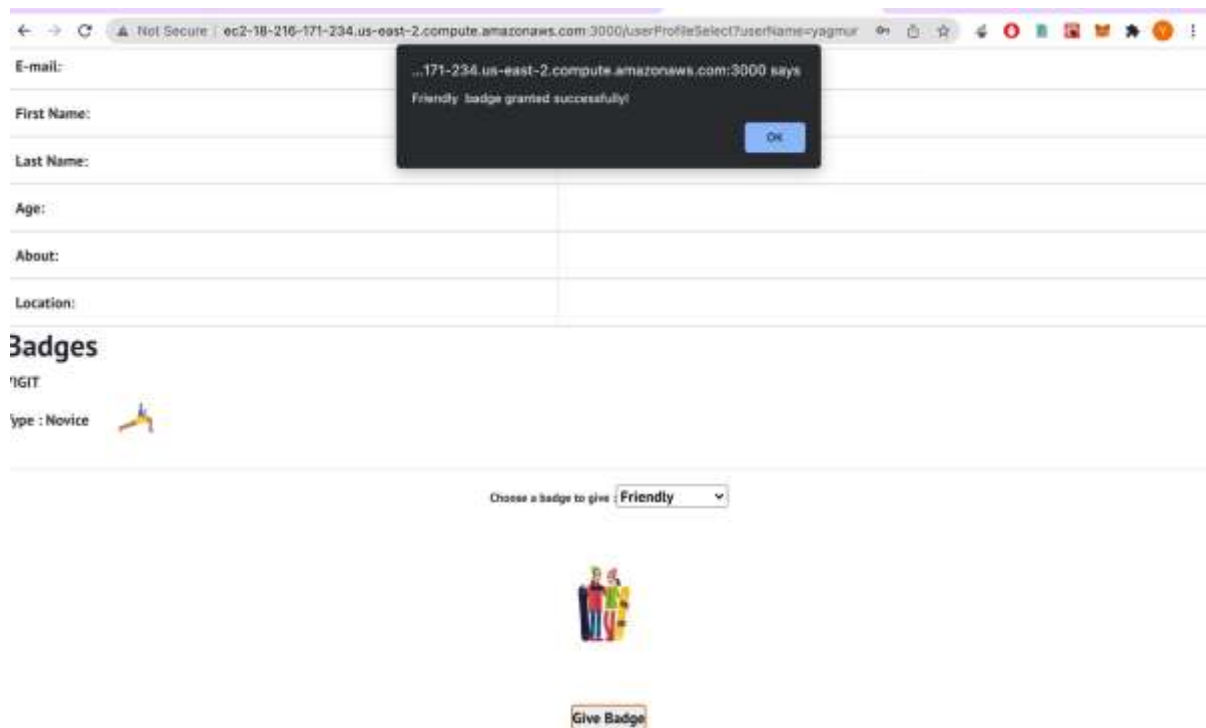 Not Secure | ec2-18-216-171-234.us-east-2.compute.amazonaws.com:3000/userProfileSelect?userName=yagmur
...171-234.us-east-2.compute.amazonaws.com:3000 says
Friendly badge granted successfully!
OK
E-mail:
First Name:
Last Name:
Age:
About:
Location:
Badges
YIGIT
Type : Novice
Choose a badge to give : Friendly
Give Badge